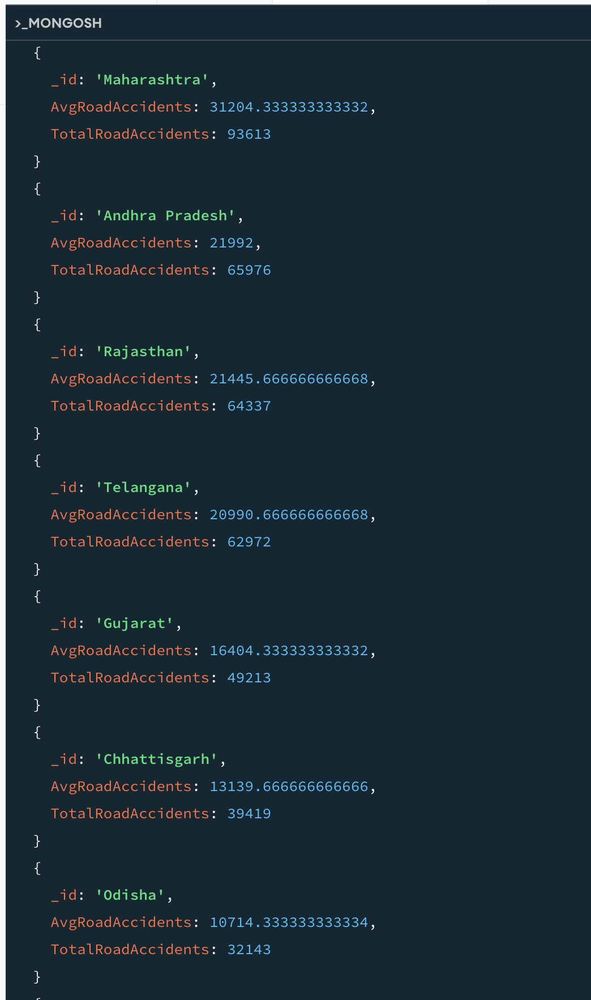 >_MONGOSH
{
_id: 'Maharashtra',
AvgRoadAccidents: 31204.333333333332,
TotalRoadAccidents: 93613
}
{
_id: 'Andhra Pradesh',
AvgRoadAccidents: 21992,
TotalRoadAccidents: 65976
}
{
_id: 'Rajasthan',
AvgRoadAccidents: 21445.666666666668,
TotalRoadAccidents: 64337
}
{
_id: 'Telangana',
AvgRoadAccidents: 20990.666666666668,
TotalRoadAccidents: 62972
}
{
_id: 'Gujarat',
AvgRoadAccidents: 16404.333333333332,
TotalRoadAccidents: 49213
}
{
_id: 'Chhattisgarh',
AvgRoadAccidents: 13139.666666666666,
TotalRoadAccidents: 39419
}
{
_id: 'Odisha',
AvgRoadAccidents: 10714.333333333334,
TotalRoadAccidents: 32143
}
{